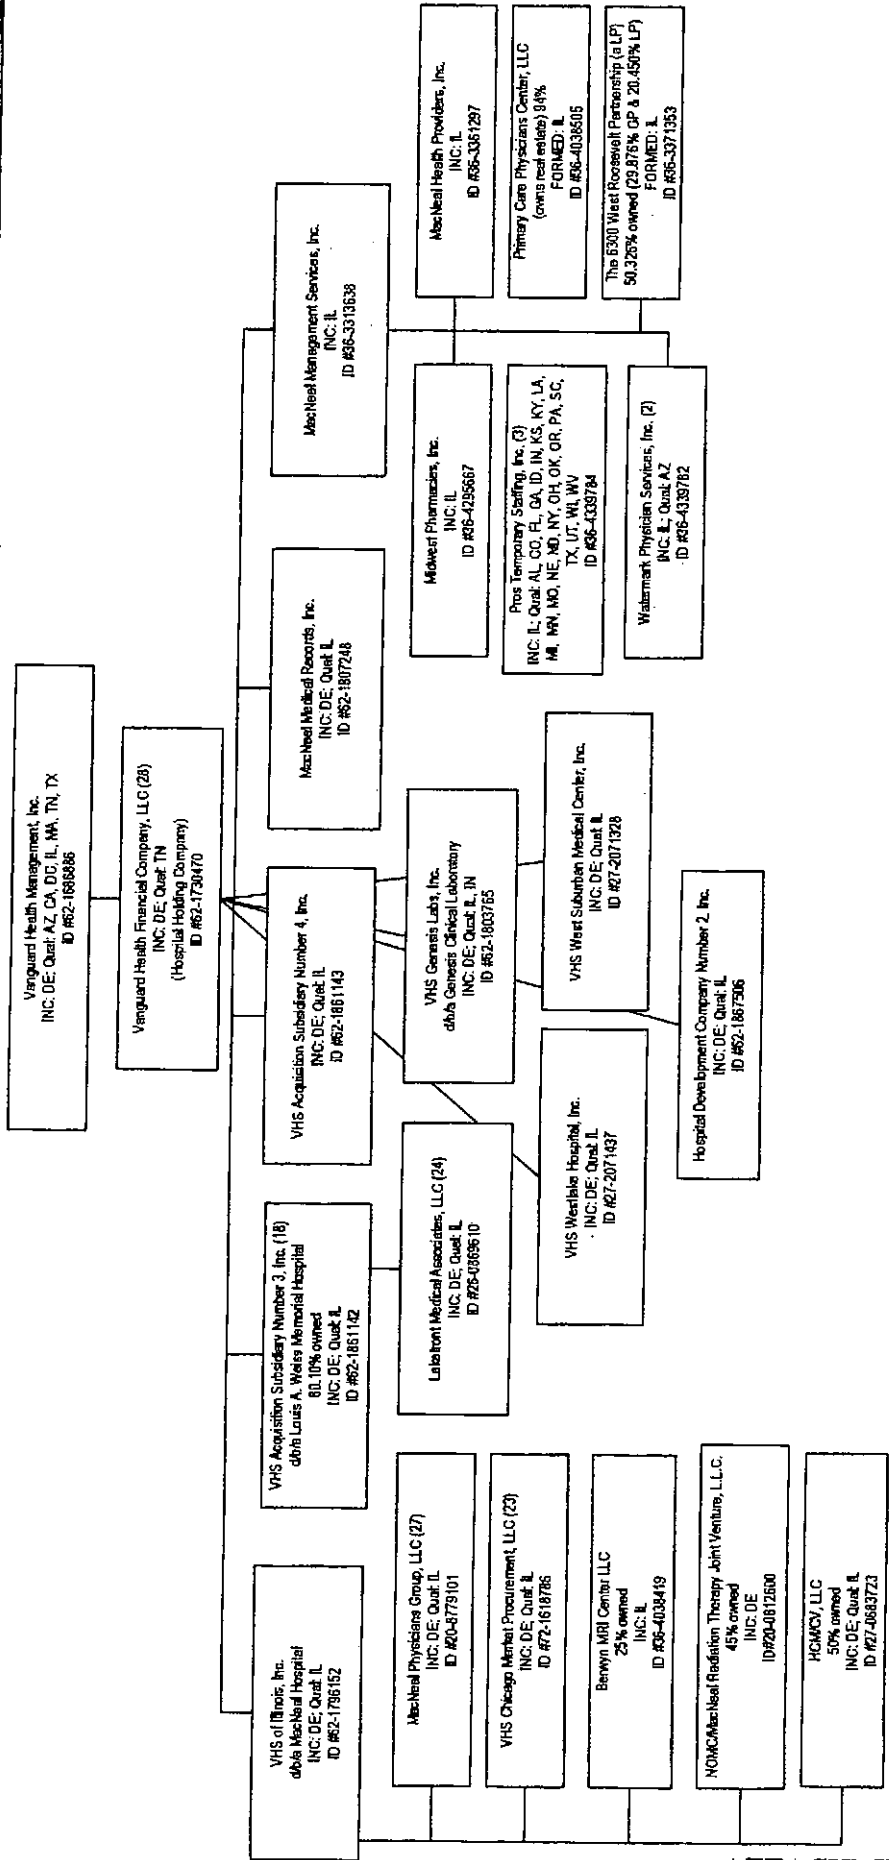 Vanguard Health Management, Inc.
INC: DE; Qual: AZ, CA, DC, IL, MA, TN, TX
ID #62-1686886
Vanguard Health Financial Company, LLC (28)
INC: DE; Qual: TN
(Hospital Holding Company)
ID #62-1730470
VHS of Illinois, Inc.
d/b/a MacNeal Hospital
INC: DE; Qual: IL
ID #62-1796152
VHS Acquisition Subsidiary Number 3, Inc. (18)
d/b/a Louis A. Weiss Memorial Hospital
80.10% owned
INC: DE; Qual: IL
ID #62-1861142
VHS Acquisition Subsidiary Number 4, Inc.
INC: DE; Qual: IL
ID #62-1861143
MacNeal Medical Records, Inc.
INC: DE; Qual: IL
ID #62-1807248
MacNeal Management Services, Inc.
INC: IL
ID #36-3313638
MacNeal Physicians Group, LLC (27)
INC: DE; Qual: IL
ID #20-8779101
Lakefront Medical Associates, LLC (24)
INC: DE; Qual: IL
ID #26-0869610
VHS Genesis Labs, Inc.
d/b/a Genesis Clinical Laboratory
INC: DE; Qual: IL, IN
ID #62-1803765
Midwest Pharmacies, Inc.
INC: IL
ID #36-4295667
MacNeal Health Providers, Inc.
INC: IL
ID #36-3361297
VHS Chicago Market Procurement, LLC (23)
INC: DE; Qual: IL
ID #72-1618786
Pros Temporary Staffing, Inc. (3)
INC: IL; Qual: AL, CO, FL, GA, ID, IN, KS, KY, LA,
MI, MN, MO, NE, MD, NY, OH, OK, OR, PA, SC,
TX, UT, WI, WV
ID #36-4339784
Primary Care Physicians Center, LLC
(owns real estate) 94%
FORMED: IL
ID #36-4038505
Berwyn MRI Center LLC
25% owned
INC: IL
ID #36-4038419
VHS Westlake Hospital, Inc.
INC: DE; Qual: IL
ID #27-2071437
VHS West Suburban Medical Center, Inc.
INC: DE; Qual: IL
ID #27-2071328
Watermark Physician Services, Inc. (2)
INC: IL; Qual: AZ
ID #36-4339782
The 6300 West Roosevelt Partnership (a LP)
50.326% owned (29.876% GP & 20.450% LP)
FORMED: IL
ID #36-3371353
NOMC/MacNeal Radiation Therapy Joint Venture, L.L.C.
45% owned
INC: DE
ID#20-0812600
Hospital Development Company Number 2, Inc.
INC: DE; Qual: IL
ID #62-1867506
HCM/CV, LLC
50% owned
INC: DE; Qual: IL
ID #27-0683723